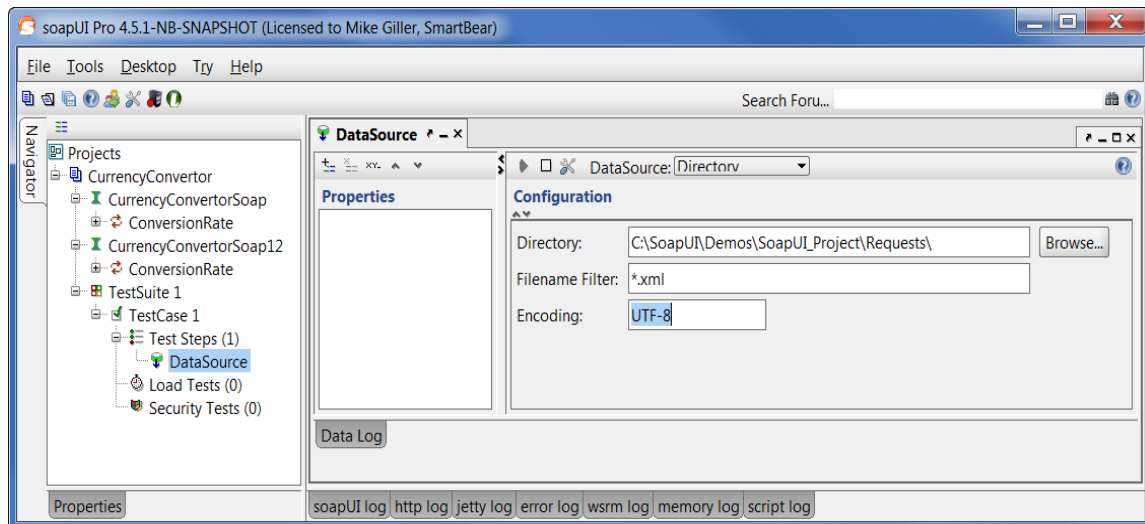 soapUI Pro 4.5.1-NB-SNAPSHOT (Licensed to Mike Giller, SmartBear)
File Tools Desktop Try Help
Search Foru...
Navigator
Projects
CurrencyConvertor
CurrencyConvertorSoap
ConversionRate
CurrencyConvertorSoap12
ConversionRate
TestSuite 1
TestCase 1
Test Steps (1)
DataSource
Load Tests (0)
Security Tests (0)
Properties
DataSource
XY-
DataSource: Directory
Properties
Configuration
Directory: C:\SoapUI\Demos\SoapUI_Project\Requests\ Browse...
Filename Filter: *.xml
Encoding: UTF-8
Data Log
soapUI log http log jetty log error log wsrm log memory log script log